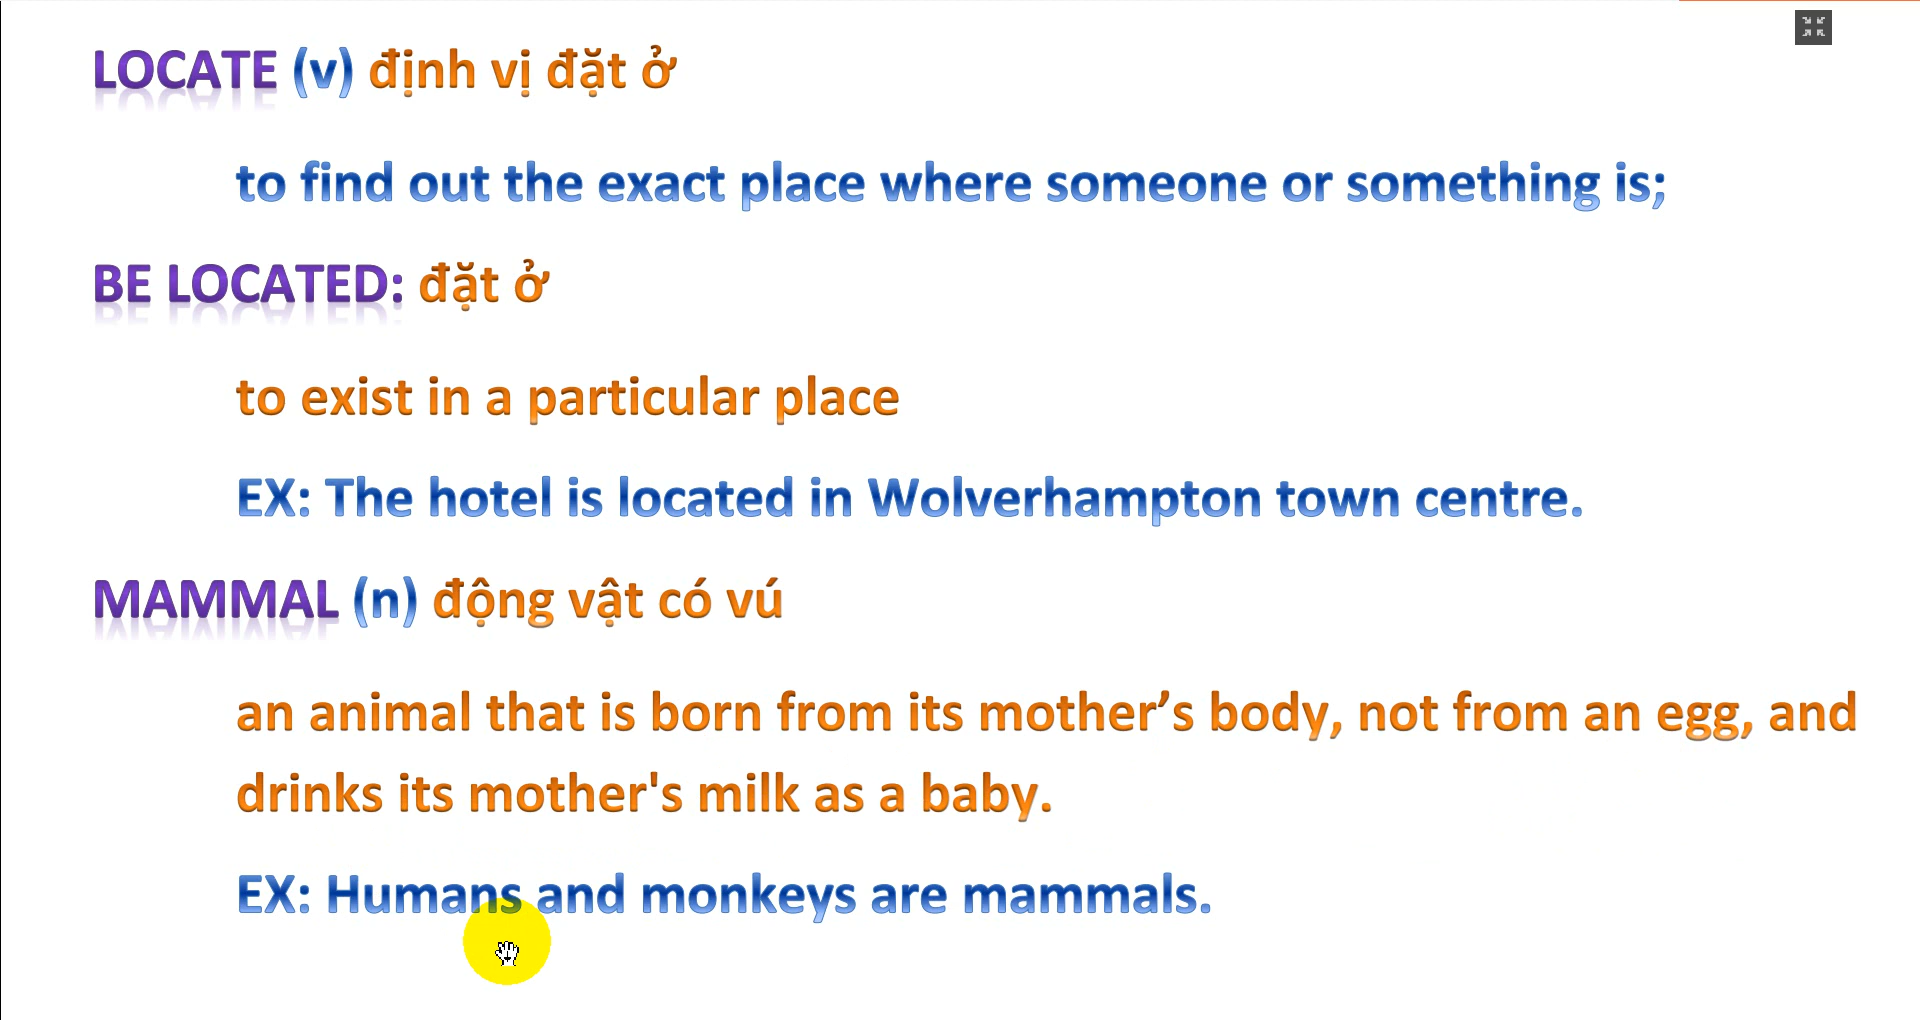 LOCATE (v) định vị đặt ở
to find out the exact place where someone or something is;
BE LOCATED: đặt ở
to exist in a particular place
EX: The hotel is located in Wolverhampton town centre.
MAMMAL (n) động vật có vú
an animal that is born from its mother’s body, not from an egg, and
drinks its mother's milk as a baby.
EX: Humans and monkeys are mammals.